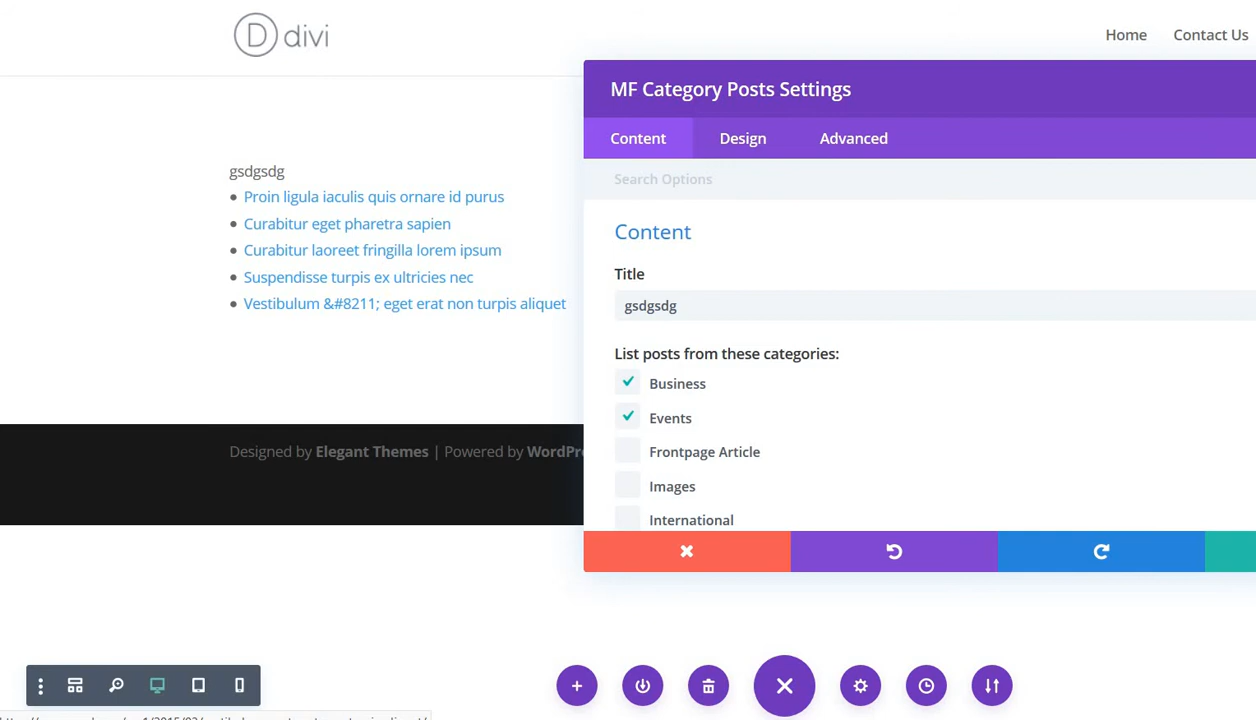 D divi
Home Contact Us
MF Category Posts Settings
Content Design Advanced
Search Options
gsdgsdg
Proin ligula iaculis quis ornare id purus
Curabitur eget pharetra sapien
Curabitur laoreet fringilla lorem ipsum
Suspendisse turpis ex ultricies nec
Vestibulum &#8211; eget erat non turpis aliquet
Content
Title
gsdgsdg
List posts from these categories:
Business
Events
Frontpage Article
Images
International
Designed by Elegant Themes | Powered by WordPr